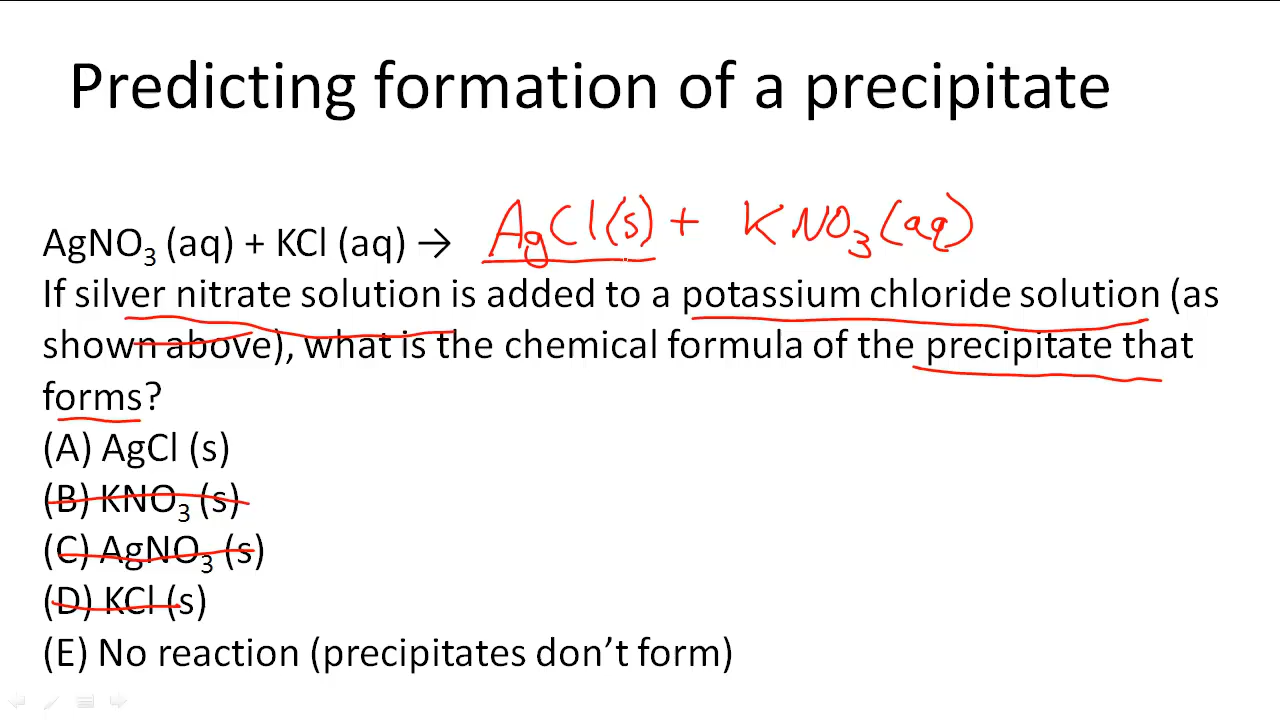 Predicting formation of a precipitate
AgNO₃ (aq) + KCl (aq) → AgCl(s) + KNO₃(aq)
If silver nitrate solution is added to a potassium chloride solution (as
shown above), what is the chemical formula of the precipitate that
forms?
(A) AgCl (s)
(B) KNO₃ (s)
(C) AgNO₃ (s)
(D) KCl (s)
(E) No reaction (precipitates don’t form)